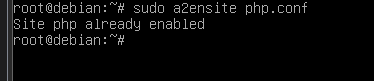 root@debian:~# sudo a2ensite php.conf
Site php already enabled
root@debian:~#